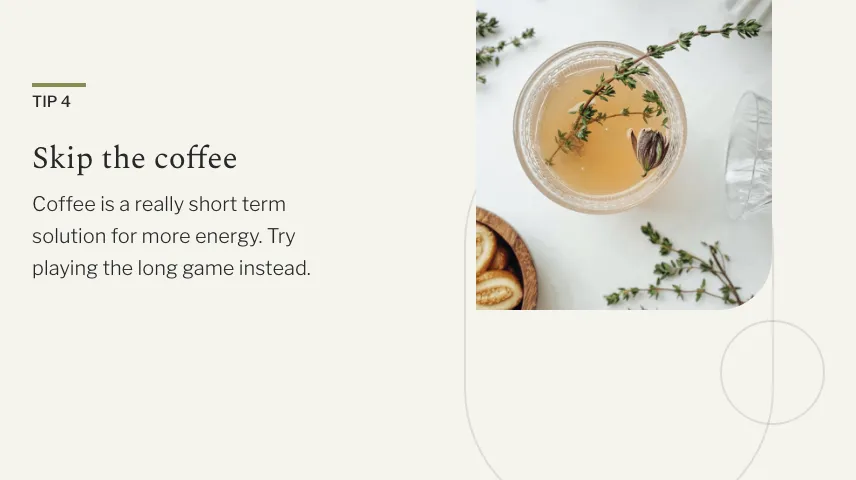 TIP 4
Skip the coffee
Coffee is a really short term
solution for more energy. Try
playing the long game instead.